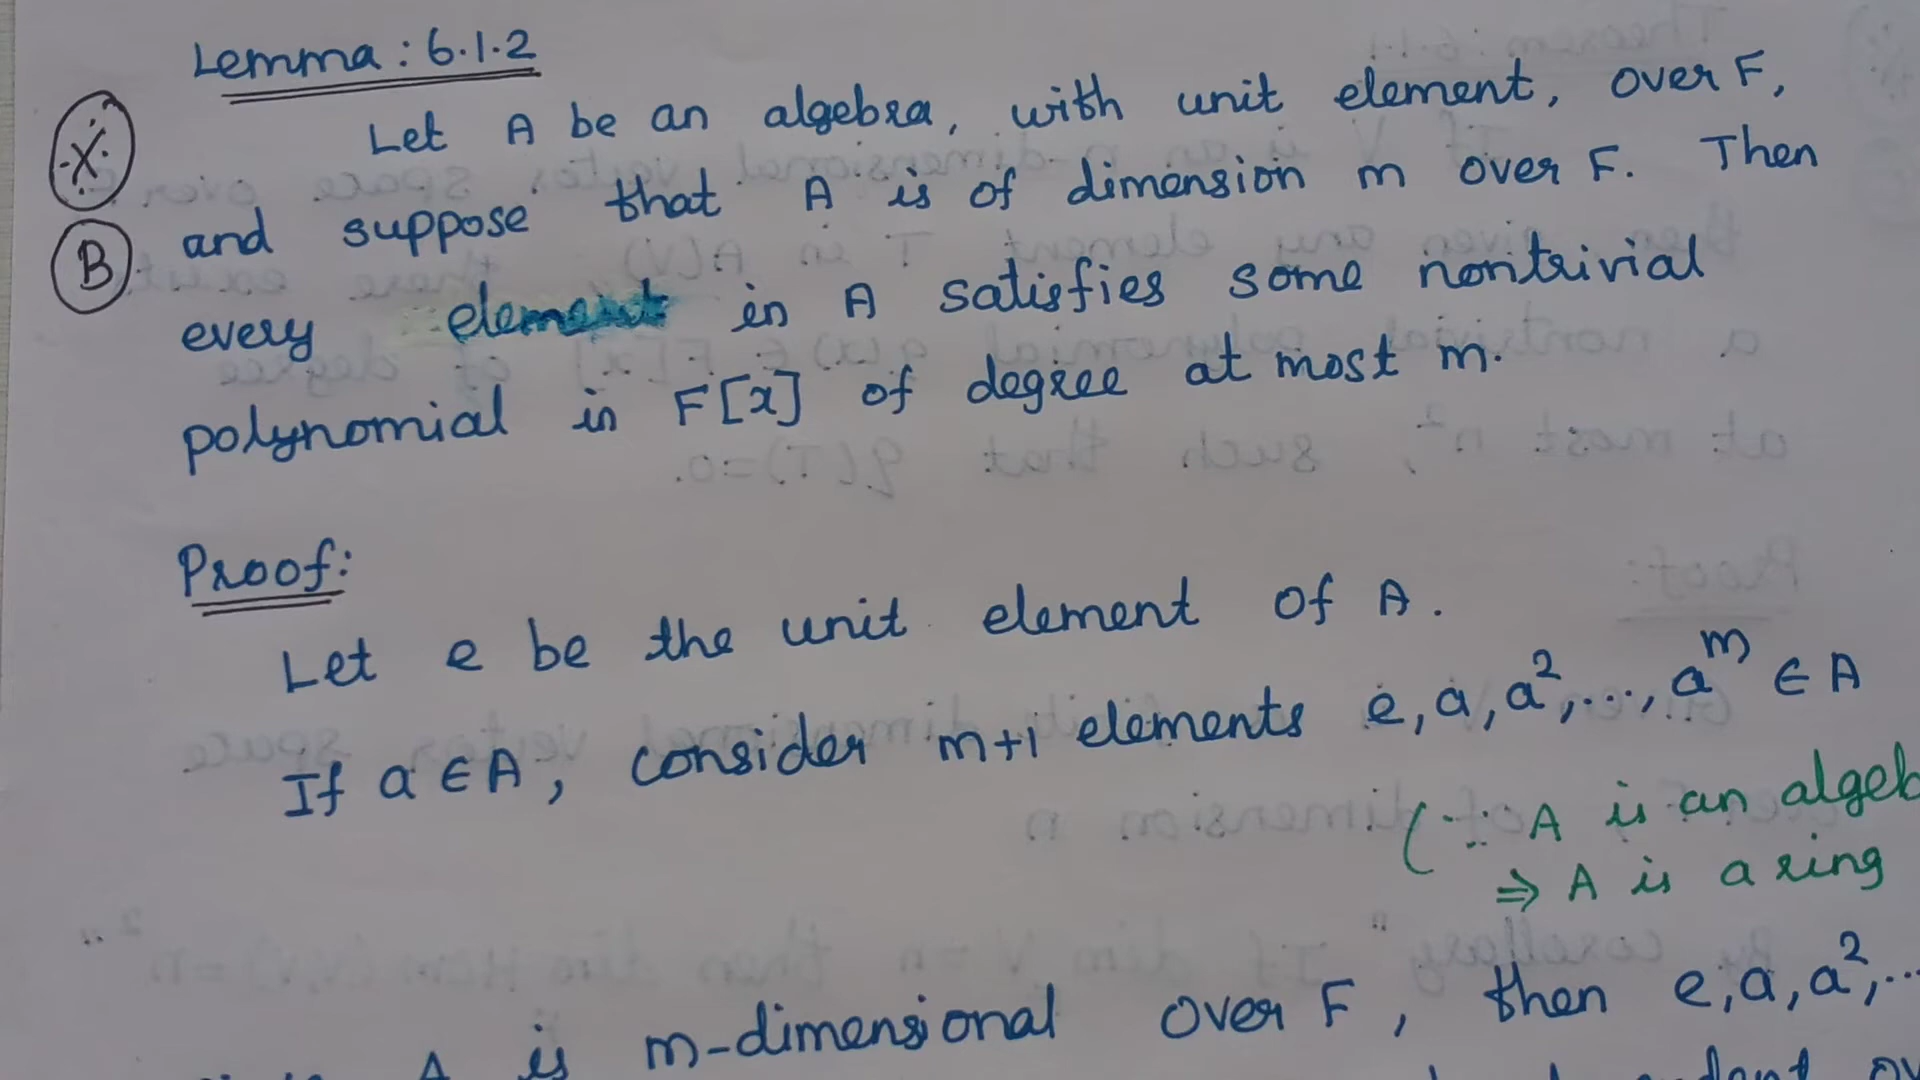 Lemma: 6.1.2
Let A be an algebra, with unit element, over F,
and suppose that A is of dimension m over F. Then
every element in A satisfies some nontrivial
polynomial in F[x] of degree at most m.
Proof:
Let e be the unit element of A.
If a ∈ A, consider m+1 elements e, a, a², ..., a^m ∈ A
(∵ A is an algeb
⇒ A is a ring
A is m-dimensional over F, then e, a, a², ...